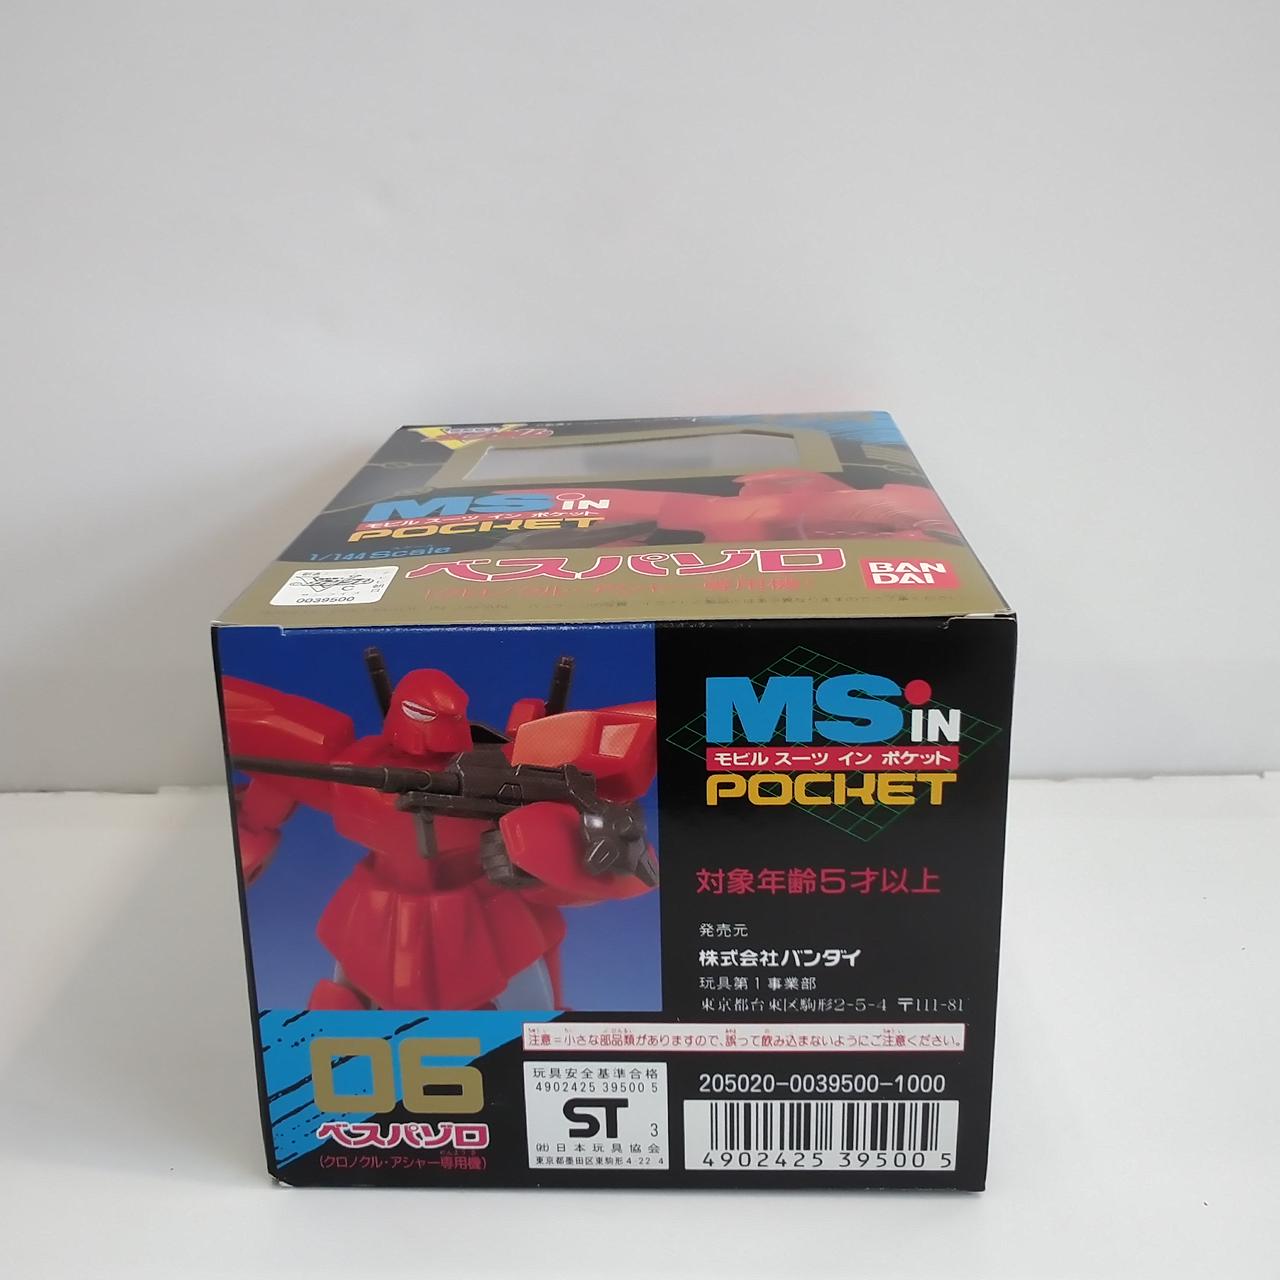 MS IN
モビル スーツ イン ポケット
POCKET
1/144 Scale
ベスパゾロ
BAN
DAI
0039500
MS IN
モビル スーツ イン ポケット
POCKET
対象年齢5才以上
発売元
株式会社バンダイ
玩具第1事業部
東京都台東区駒形2-5-4 〒111-81
注意=小さな部品類がありますので、誤って飲み込まないようにご注意ください。
06
ベスパゾロ
(クロノクル・アシャー専用機)
玩具安全基準合格
4902425 39500 5
ST 3
㈳日本玩具協会
東京都墨田区東駒形4-22-4
205020-0039500-1000
4902425 395005